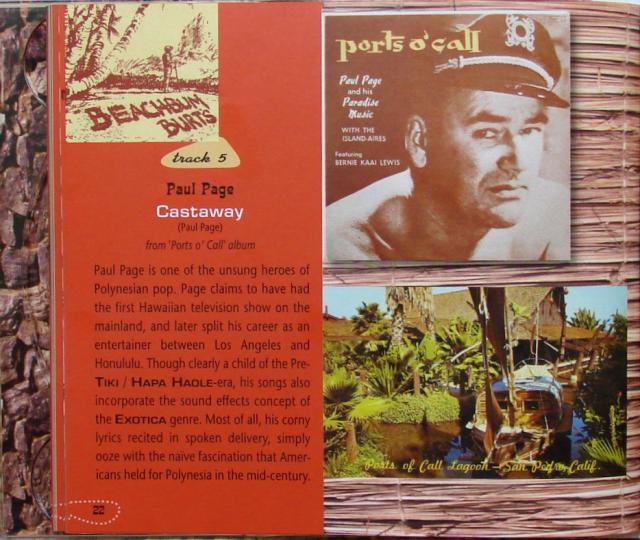 BEACHBUM
BURTS
track 5
Paul Page
Castaway
(Paul Page)
from 'Ports o' Call' album
Paul Page is one of the unsung heroes of
Polynesian pop. Page claims to have had
the first Hawaiian television show on the
mainland, and later split his career as an
entertainer between Los Angeles and
Honululu. Though clearly a child of the Pre-
TIKI / HAPA HAOLE-era, his songs also
incorporate the sound effects concept of
the EXOTICA genre. Most of all, his corny
lyrics recited in spoken delivery, simply
ooze with the naïve fascination that Amer-
icans held for Polynesia in the mid-century.
22
ports o' call
Paul Page
and his
Paradise
Music
WITH THE
ISLAND-AIRES
Featuring
BERNIE KAAI LEWIS
Ports of Call Lagoon - San Pedro, Calif.